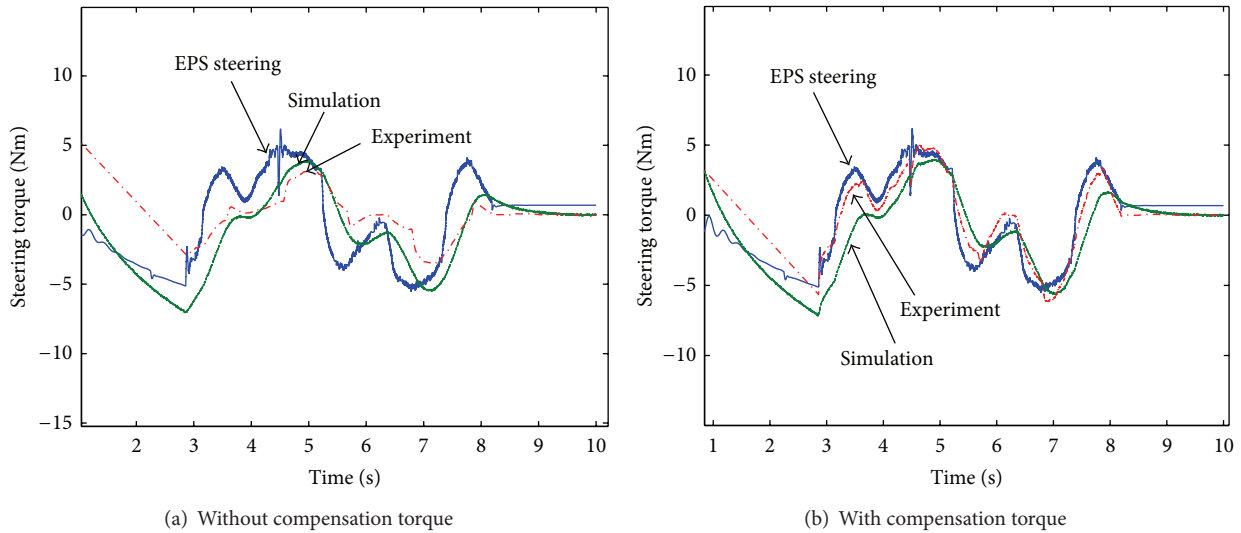 10
5
0
−5
−10
−15
Steering torque (Nm)
EPS steering
Simulation
Experiment
2 3 4 5 6 7 8 9 10
Time (s)
(a) Without compensation torque
10
5
0
−5
−10
Steering torque (Nm)
EPS steering
Experiment
Simulation
1 2 3 4 5 6 7 8 9 10
Time (s)
(b) With compensation torque